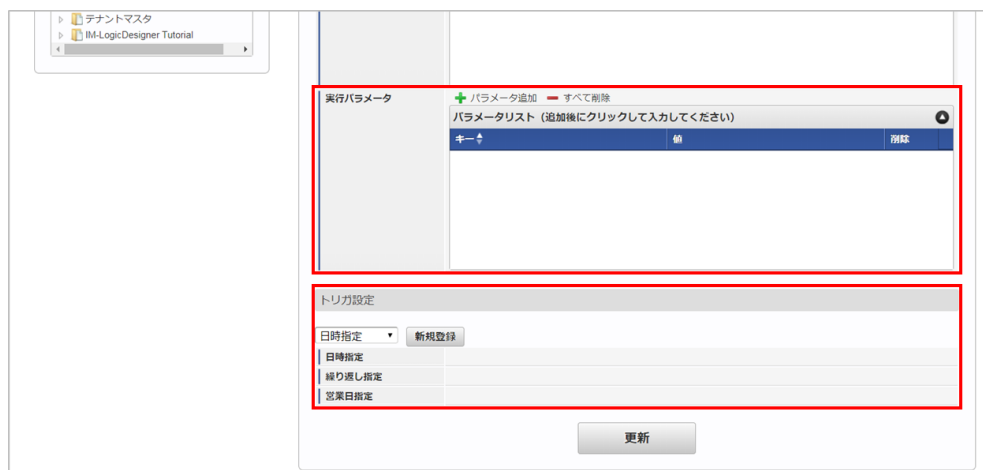 テナントマスタ
IM-LogicDesigner Tutorial
実行パラメータ
パラメータ追加 すべて削除
パラメータリスト（追加後にクリックして入力してください）
キー 値 削除
トリガ設定
日時指定 新規登録
日時指定
繰り返し指定
営業日指定
更新